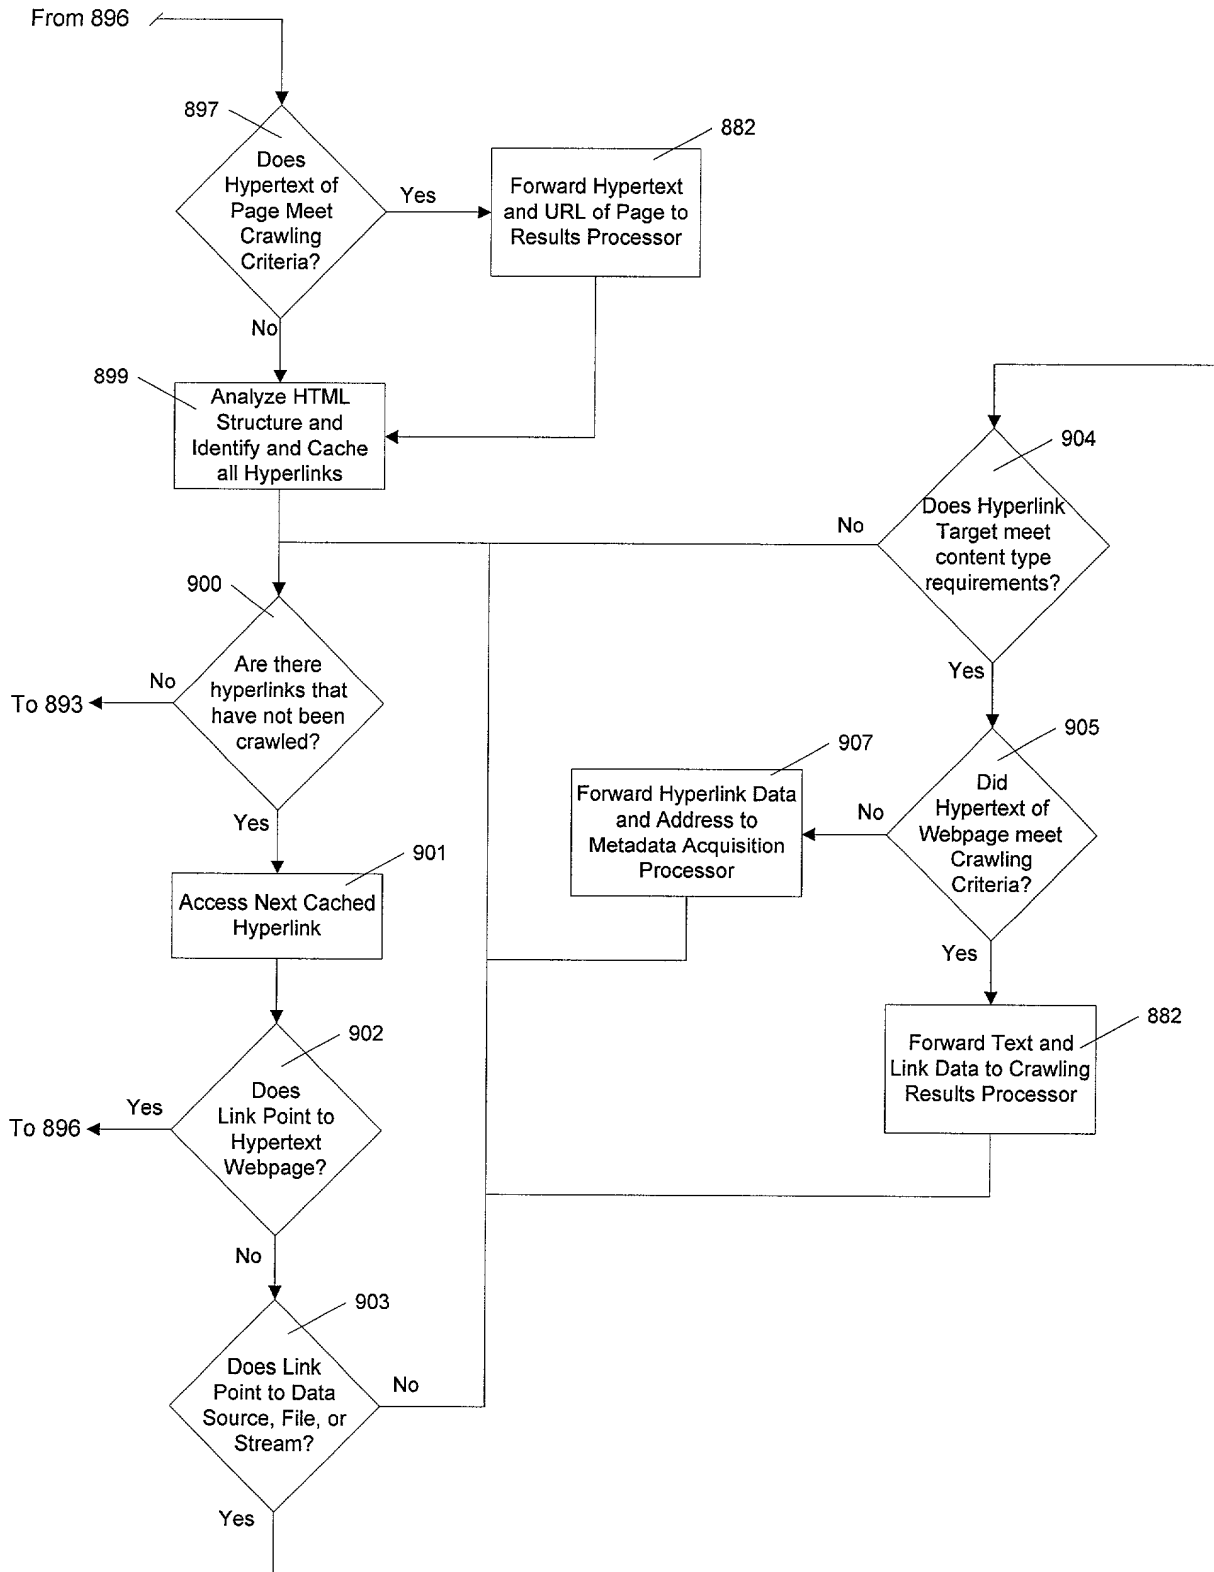 From 896
897
Does
Hypertext of
Page Meet
Crawling
Criteria?
Yes
No
882
Forward Hypertext
and URL of Page to
Results Processor
899
Analyze HTML
Structure and
Identify and Cache
all Hyperlinks
904
Does Hyperlink
Target meet
content type
requirements?
No
Yes
900
Are there
hyperlinks that
have not been
crawled?
No
To 893
Yes
905
Did
Hypertext of
Webpage meet
Crawling
Criteria?
No
Yes
907
Forward Hyperlink Data
and Address to
Metadata Acquisition
Processor
901
Access Next Cached
Hyperlink
882
Forward Text and
Link Data to Crawling
Results Processor
902
Does
Link Point to
Hypertext
Webpage?
Yes
To 896
No
903
Does Link
Point to Data
Source, File, or
Stream?
No
Yes